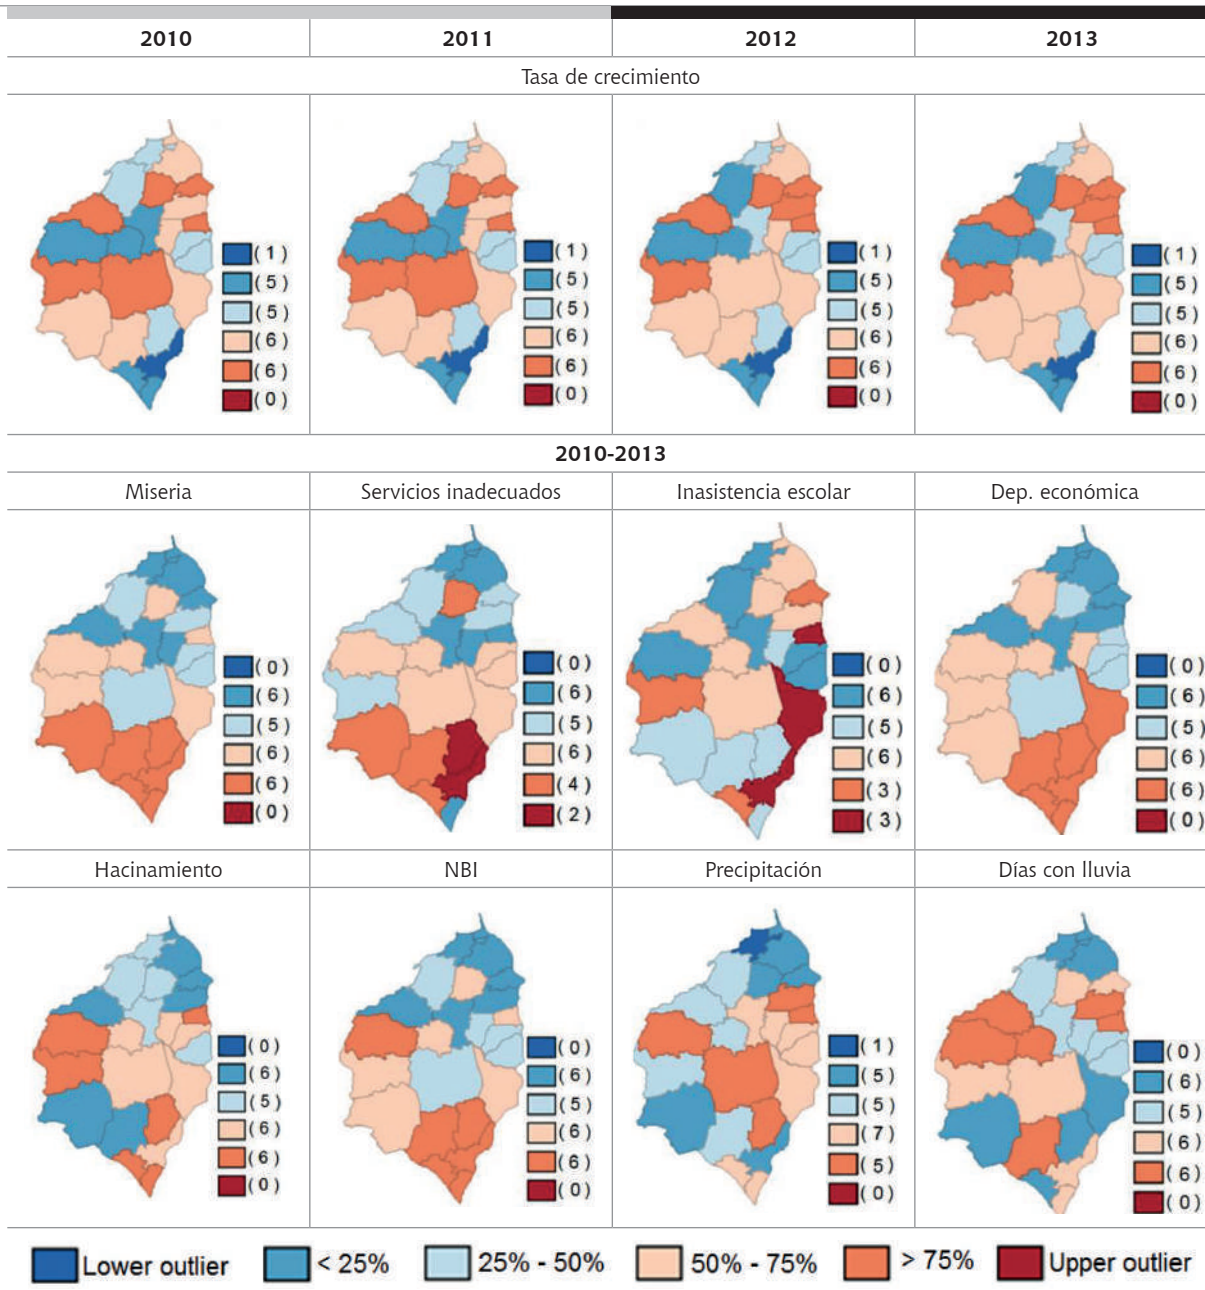 2010 2011 2012 2013
Tasa de crecimiento
(1) (1) (1) (1)
(5) (5) (5) (5)
(5) (5) (5) (5)
(6) (6) (6) (6)
(6) (6) (6) (6)
(0) (0) (0) (0)
2010-2013
Miseria Servicios inadecuados Inasistencia escolar Dep. económica
(0) (0) (0) (0)
(6) (6) (6) (6)
(5) (5) (5) (5)
(6) (6) (6) (6)
(6) (4) (3) (6)
(0) (2) (3) (0)
Hacinamiento NBI Precipitación Días con lluvia
(0) (0) (1) (0)
(6) (6) (5) (6)
(5) (5) (5) (5)
(6) (6) (7) (6)
(6) (6) (5) (6)
(0) (0) (0) (0)
Lower outlier < 25% 25% - 50% 50% - 75% > 75% Upper outlier